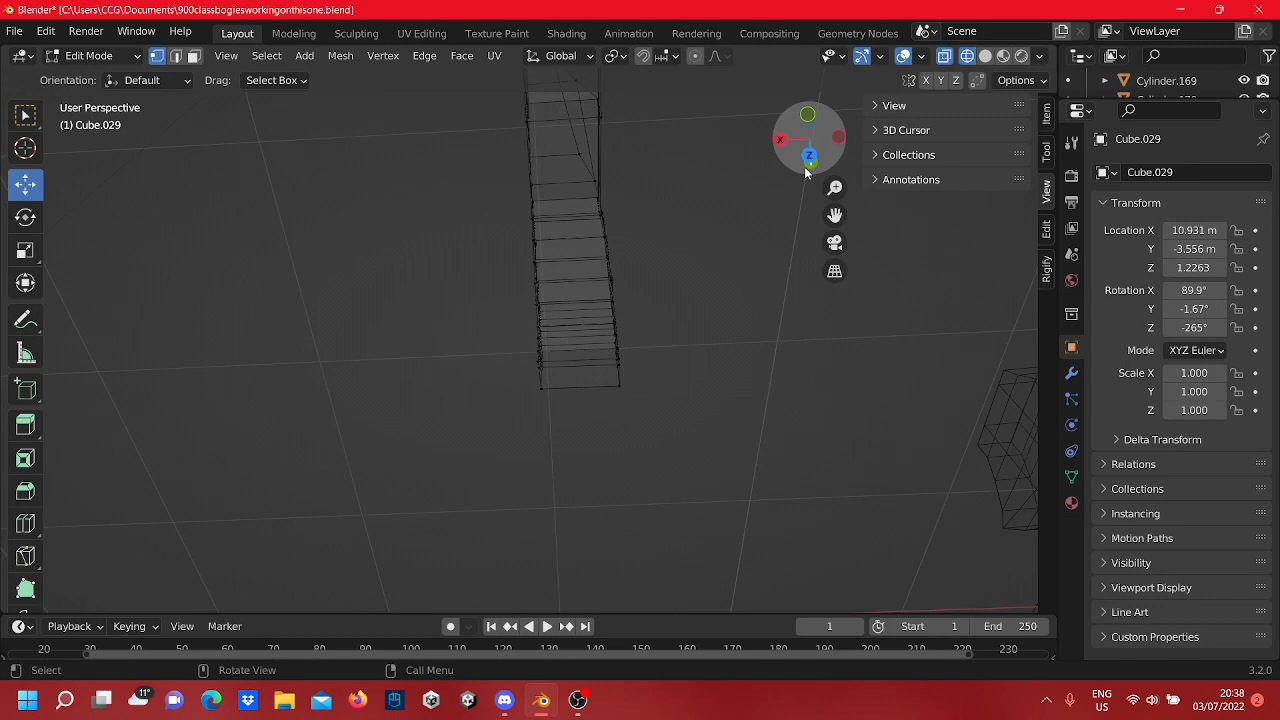 Blender* [C:\Users\CCG\Documents\900classbogiesworkingonthisone.blend]
File Edit Render Window Help Layout Modeling Sculpting UV Editing Texture Paint Shading Animation Rendering Compositing Geometry Nodes Scene ViewLayer
Edit Mode View Select Add Mesh Vertex Edge Face UV Global
Orientation: Default Drag: Select Box X Y Z Options
Cylinder.169
User Perspective
(1) Cube.029
X
Z
View
3D Cursor
Collections
Annotations
Item
Tool
View
Edit
Rigify
Cube.029
Cube.029
Transform
Location X 10.931 m
Y -3.556 m
Z 1.2263
Rotation X 89.9°
Y -1.67°
Z -265°
Mode XYZ Euler
Scale X 1.000
Y 1.000
Z 1.000
Delta Transform
Relations
Collections
Instancing
Motion Paths
Visibility
Viewport Display
Line Art
Custom Properties
Playback Keying View Marker 1 Start 1 End 250
20 30 40 50 60 70 80 90 100 110 120 130 140 150 160 170 180 190 200 210 220 230
Select Rotate View Call Menu 3.2.0
11° ENG US 20:38 03/07/2022 2